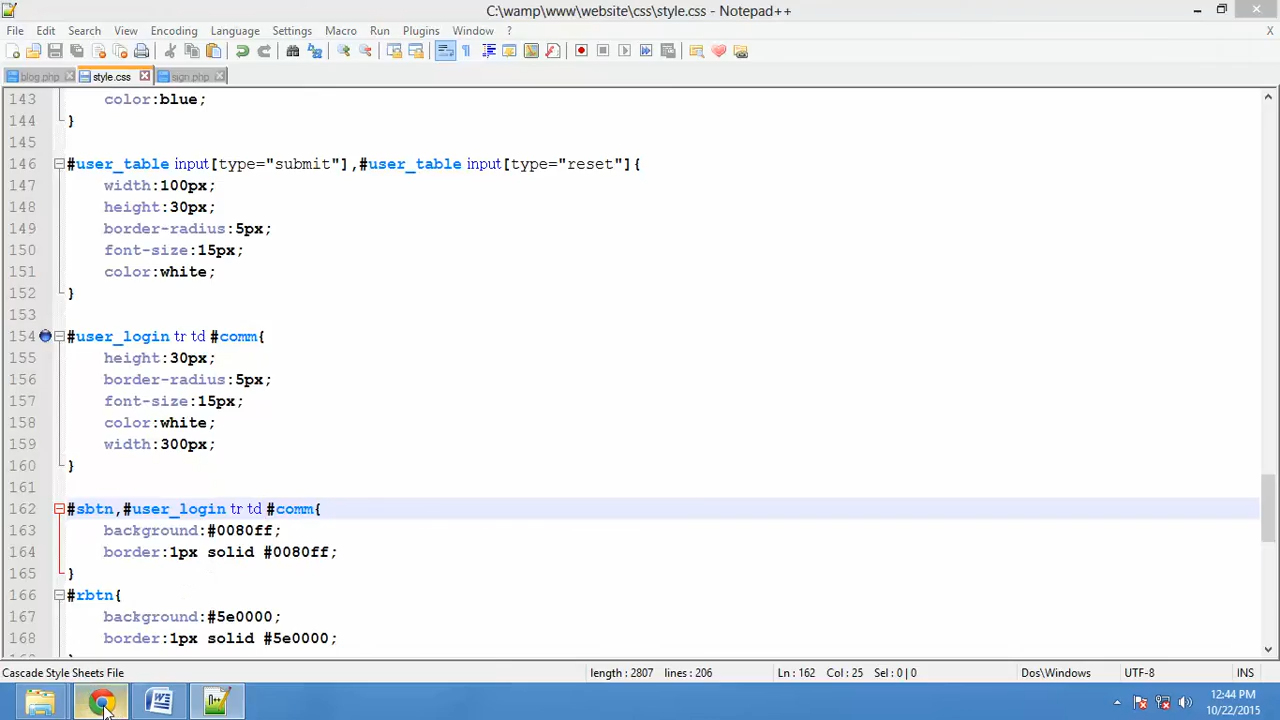 C:\wamp\www\website\css\style.css - Notepad++
File Edit Search View Encoding Language Settings Macro Run Plugins Window ? X
blog.php style.css sign.php
143 color:blue;
144 }
145
146 #user_table input[type="submit"],#user_table input[type="reset"]{
147 width:100px;
148 height:30px;
149 border-radius:5px;
150 font-size:15px;
151 color:white;
152 }
153
154 #user_login tr td #comm{
155 height:30px;
156 border-radius:5px;
157 font-size:15px;
158 color:white;
159 width:300px;
160 }
161
162 #sbtn,#user_login tr td #comm{
163 background:#0080ff;
164 border:1px solid #0080ff;
165 }
166 #rbtn{
167 background:#5e0000;
168 border:1px solid #5e0000;
Cascade Style Sheets File length : 2807 lines : 206 Ln : 162 Col : 25 Sel : 0 | 0 Dos\Windows UTF-8 INS
12:44 PM
10/22/2015